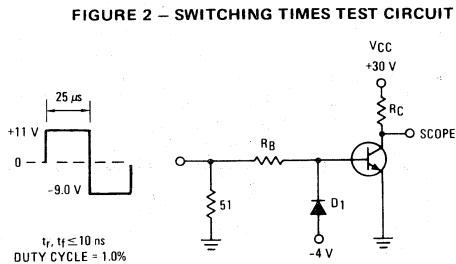 FIGURE 2 – SWITCHING TIMES TEST CIRCUIT
VCC
+30 V
25 μs
RC
+11 V
SCOPE
RB
0
-9.0 V
51
D1
-4 V
tr, tf ≤ 10 ns
DUTY CYCLE = 1.0%